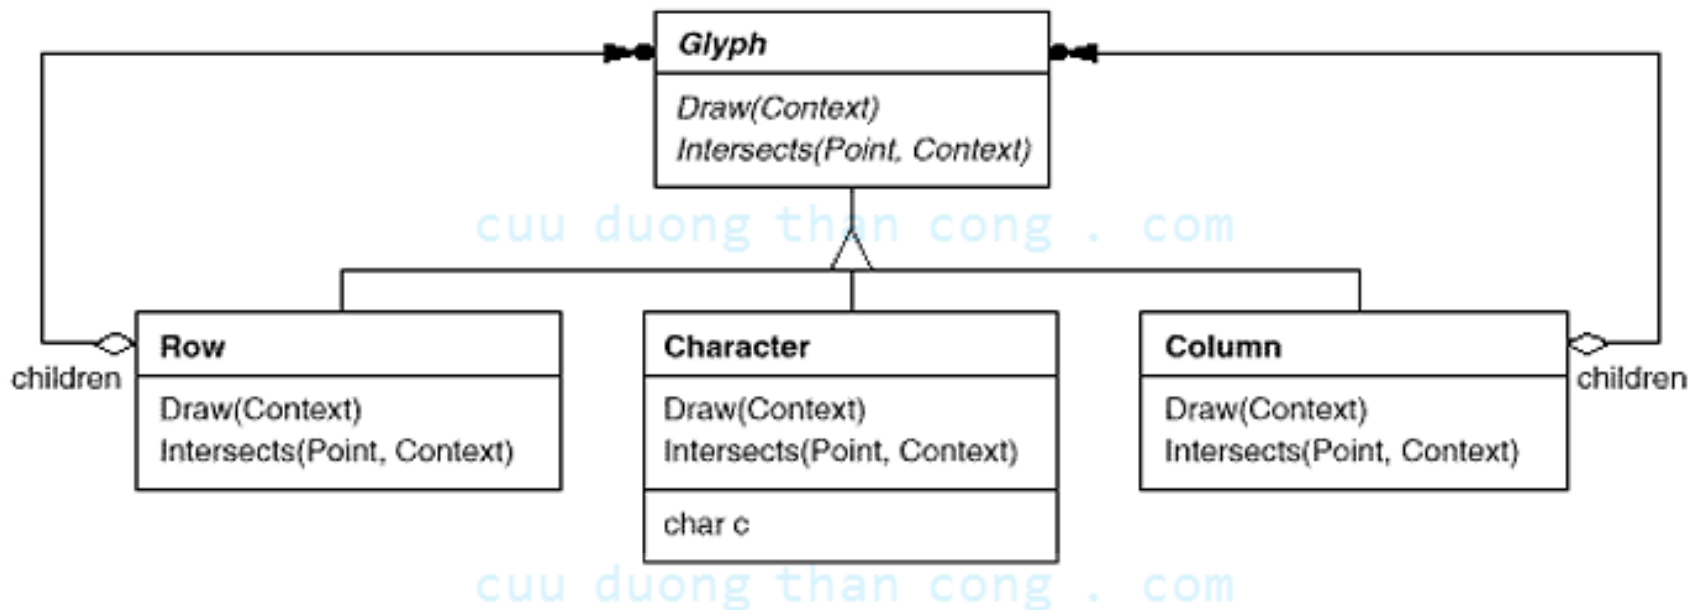 Glyph
Draw(Context)
Intersects(Point, Context)
cuu duong than cong . com
Row
Character
Column
children
children
Draw(Context)
Draw(Context)
Draw(Context)
Intersects(Point, Context)
Intersects(Point, Context)
Intersects(Point, Context)
char c
cuu duong than cong . com